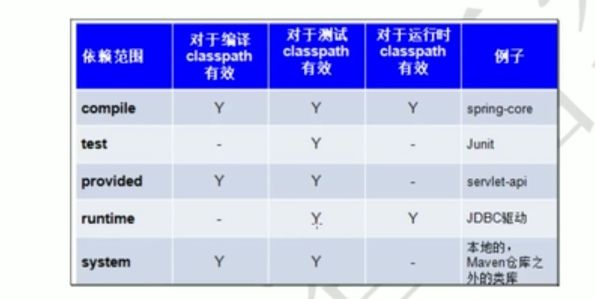 依赖范围 对于编译classpath有效 对于测试classpath有效 对于运行时classpath有效 例子
compile Y Y Y spring-core
test - Y - Junit
provided Y Y - servlet-api
runtime - Y Y JDBC驱动
system Y Y - 本地的，Maven仓库之外的类库